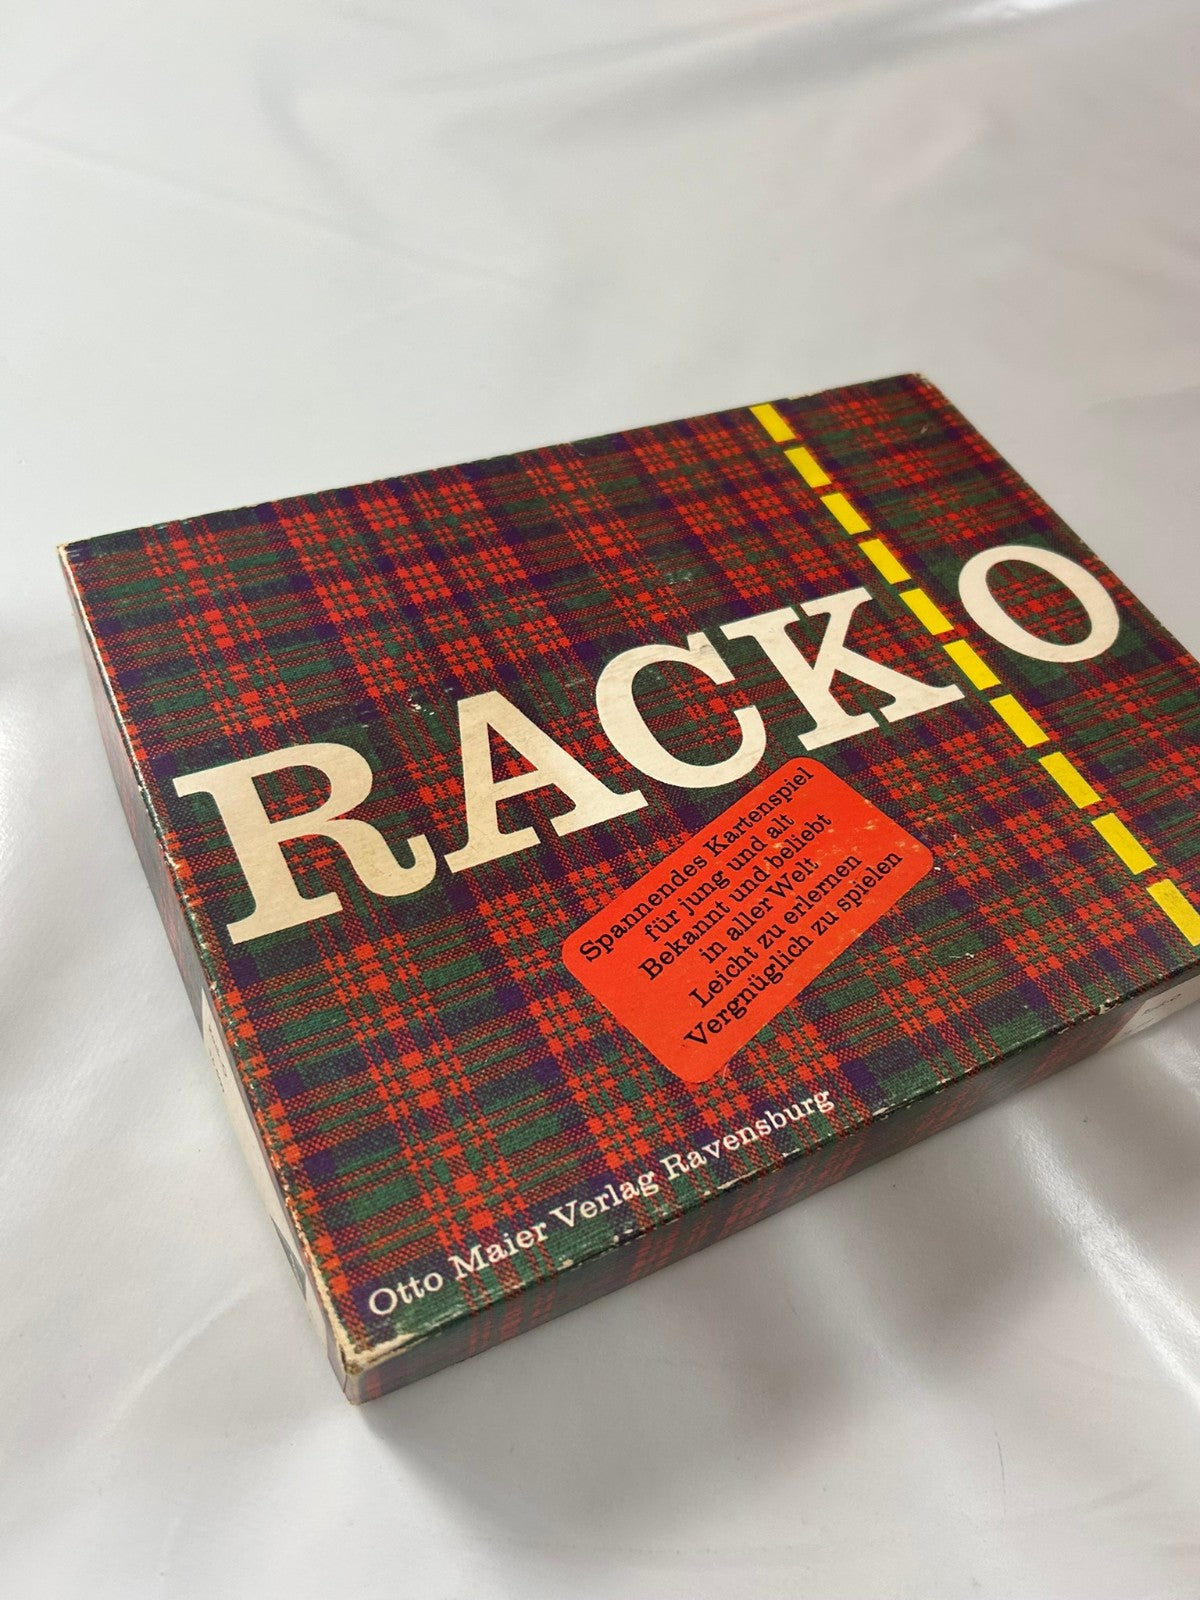 RACK O
Spannendes Kartenspiel
für jung und alt
Bekannt und beliebt
in aller Welt
Leicht zu erlernen
Vergnüglich zu spielen
Otto Maier Verlag Ravensburg